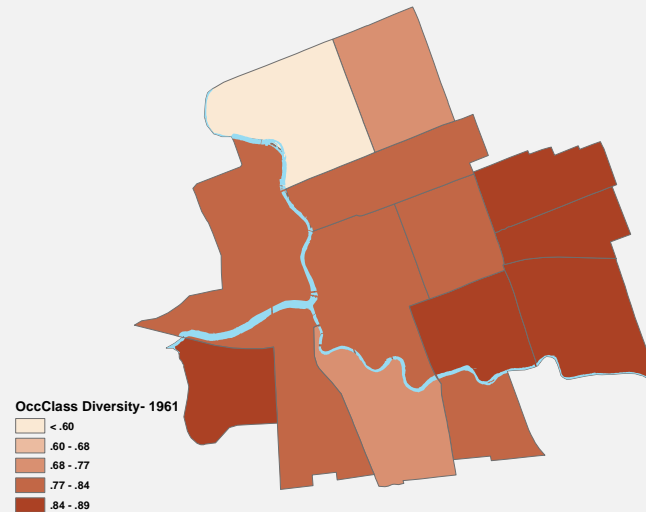 OccClass Diversity- 1961
< .60
.60 - .68
.68 - .77
.77 - .84
.84 - .89